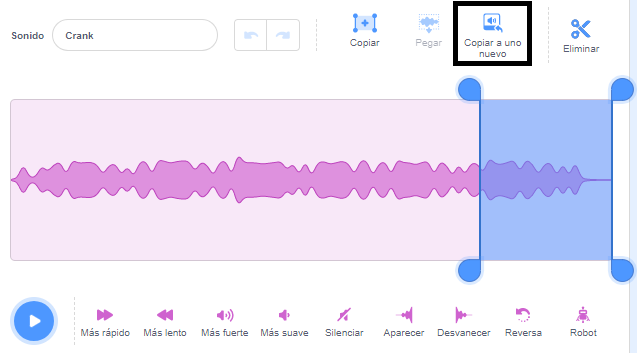 Sonido
Crank
Copiar
Pegar
Copiar a uno
nuevo
Eliminar
Más rápido
Más lento
Más fuerte
Más suave
Silenciar
Aparecer
Desvanecer
Reversa
Robot